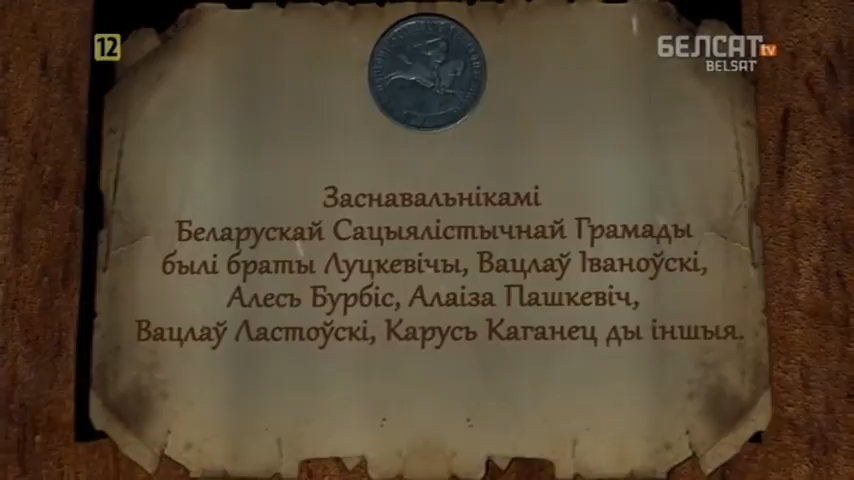 12
БЕЛСАТ tv
BELSAT
Заснавальнікамі
Беларускай Сацыялістычнай Грамады
былі браты Луцкевічы, Вацлаў Іваноўскі,
Алесь Бурбіс, Алаіза Пашкевіч,
Вацлаў Ластоўскі, Карусь Каганец ды іншыя.